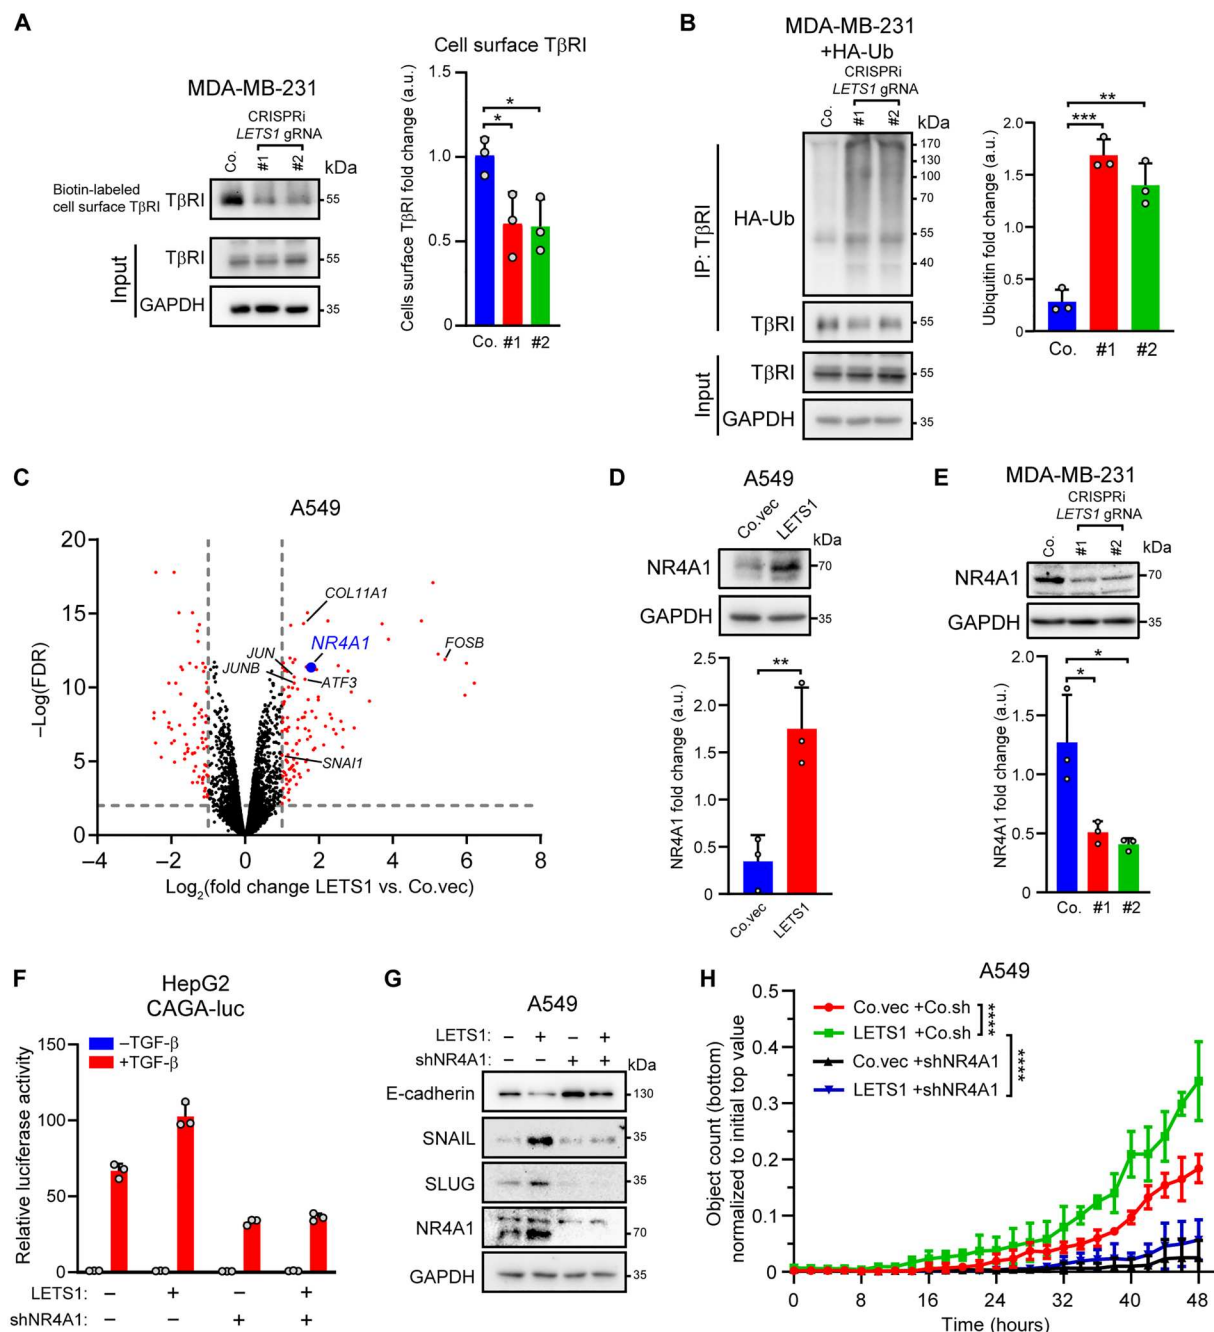 A
MDA-MB-231
CRISPRi
LETS1 gRNA
Co.
#1
#2
kDa
Biotin-labeled
cell surface TβRI
TβRI
55
Input
TβRI
55
GAPDH
35
Cell surface TβRI
Cells surface TβRI fold change (a.u.)
1.5
1.0
0.5
0
*
*
Co. #1 #2
B
MDA-MB-231
+HA-Ub
CRISPRi
LETS1 gRNA
Co.
#1
#2
kDa
IP: TβRI
HA-Ub
170
130
100
70
55
40
TβRI
55
Input
TβRI
55
GAPDH
35
Ubiquitin fold change (a.u.)
2.0
1.5
1.0
0.5
0
**
***
Co. #1 #2
C
A549
–Log(FDR)
20
15
10
5
0
COL11A1
NR4A1
FOSB
JUN
JUNB
ATF3
SNAI1
−4 −2 0 2 4 6 8
Log2(fold change LETS1 vs. Co.vec)
D
A549
Co.vec
LETS1
kDa
NR4A1
70
GAPDH
35
NR4A1 fold change (a.u.)
2.5
2.0
1.5
1.0
0.5
0
**
Co.vec
LETS1
E
MDA-MB-231
CRISPRi
LETS1 gRNA
Co.
#1
#2
kDa
NR4A1
70
GAPDH
35
NR4A1 fold change (a.u.)
2.0
1.5
1.0
0.5
0
*
*
Co. #1 #2
F
HepG2
CAGA-luc
–TGF-β
+TGF-β
Relative luciferase activity
150
100
50
0
LETS1: – + – +
shNR4A1: – – + +
G
A549
LETS1: – + – +
shNR4A1: – – + +
kDa
E-cadherin
130
SNAIL
35
SLUG
35
NR4A1
70
GAPDH
35
H
A549
Object count (bottom)
normalized to initial top value
0.5
0.4
0.3
0.2
0.1
0
Co.vec +Co.sh
LETS1 +Co.sh
Co.vec +shNR4A1
LETS1 +shNR4A1
****
****
0 8 16 24 32 40 48
Time (hours)